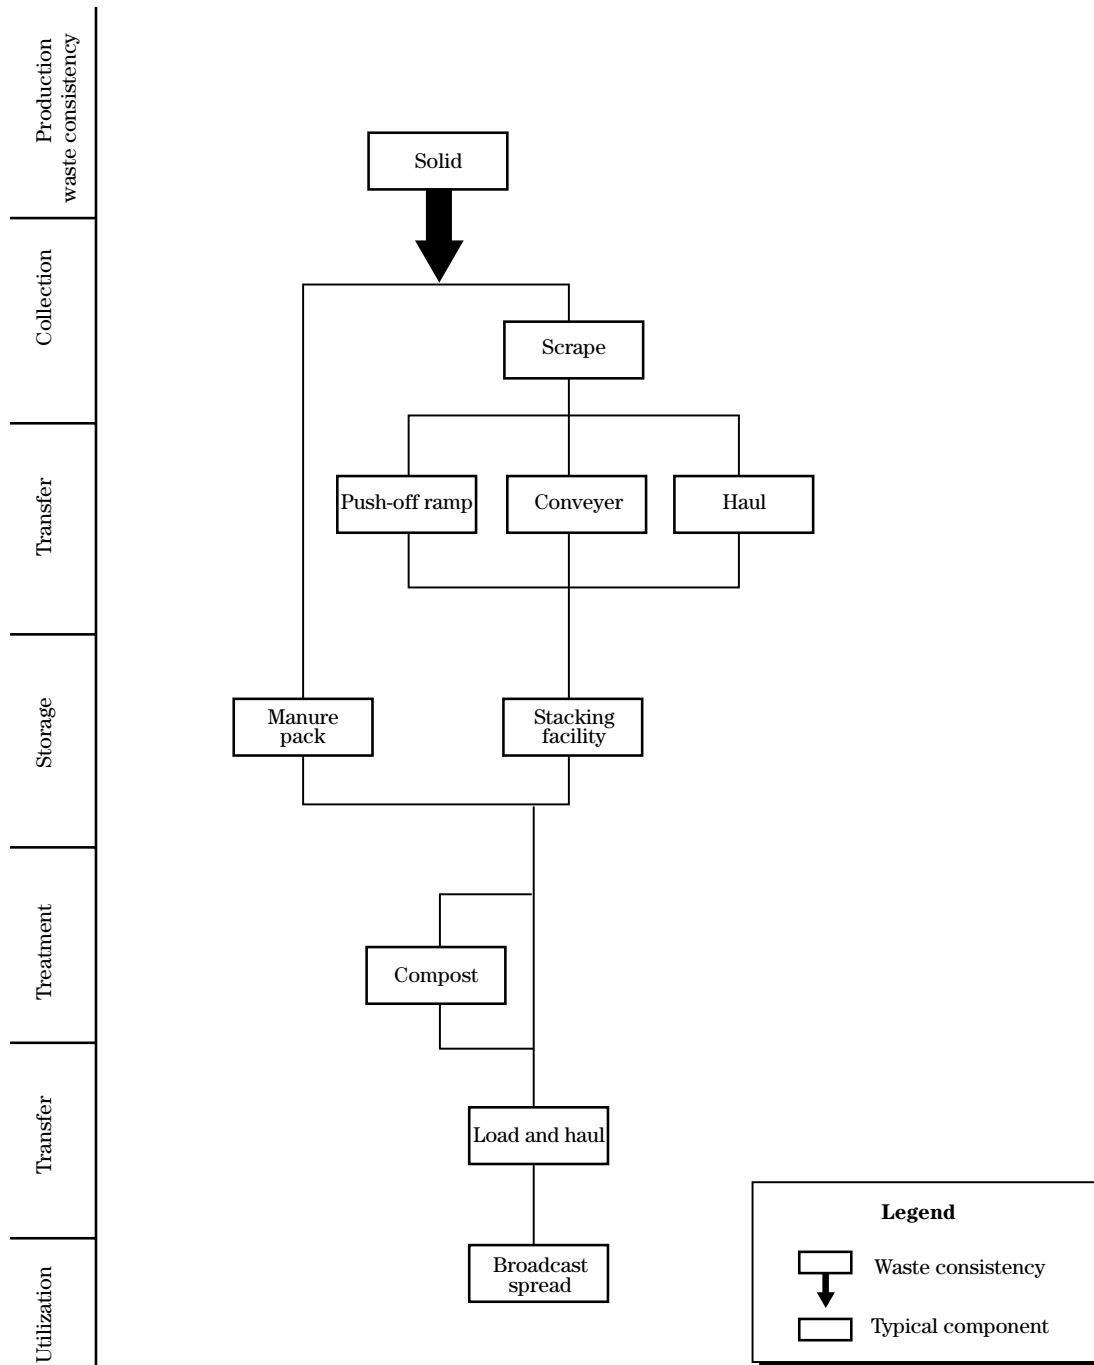 Production
waste consistency
Solid
Collection
Scrape
Transfer
Push-off ramp
Conveyer
Haul
Storage
Manure
pack
Stacking
facility
Treatment
Compost
Transfer
Load and haul
Utilization
Broadcast
spread
Legend
Waste consistency
Typical component